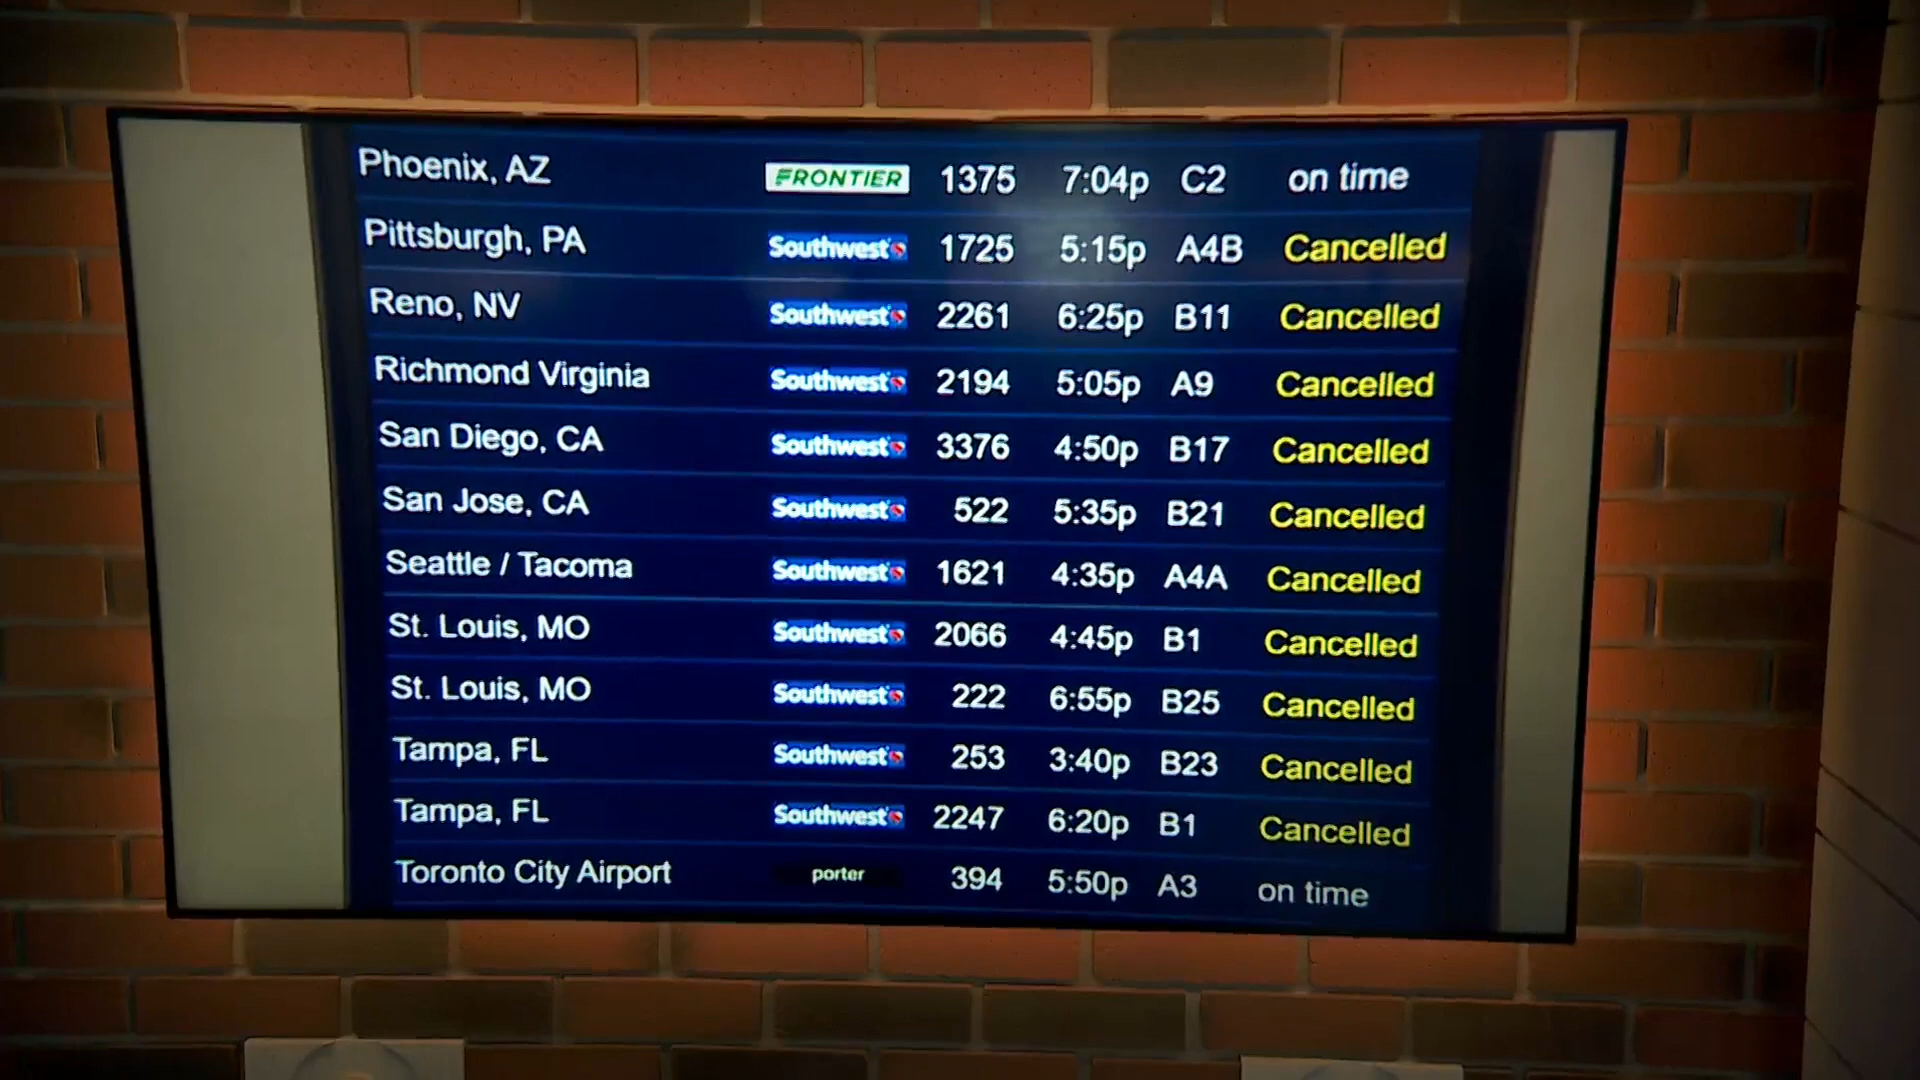 Phoenix, AZ FRONTIER 1375 7:04p C2 on time
Pittsburgh, PA Southwest 1725 5:15p A4B Cancelled
Reno, NV Southwest 2261 6:25p B11 Cancelled
Richmond Virginia Southwest 2194 5:05p A9 Cancelled
San Diego, CA Southwest 3376 4:50p B17 Cancelled
San Jose, CA Southwest 522 5:35p B21 Cancelled
Seattle / Tacoma Southwest 1621 4:35p A4A Cancelled
St. Louis, MO Southwest 2066 4:45p B1 Cancelled
St. Louis, MO Southwest 222 6:55p B25 Cancelled
Tampa, FL Southwest 253 3:40p B23 Cancelled
Tampa, FL Southwest 2247 6:20p B1 Cancelled
Toronto City Airport porter 394 5:50p A3 on time